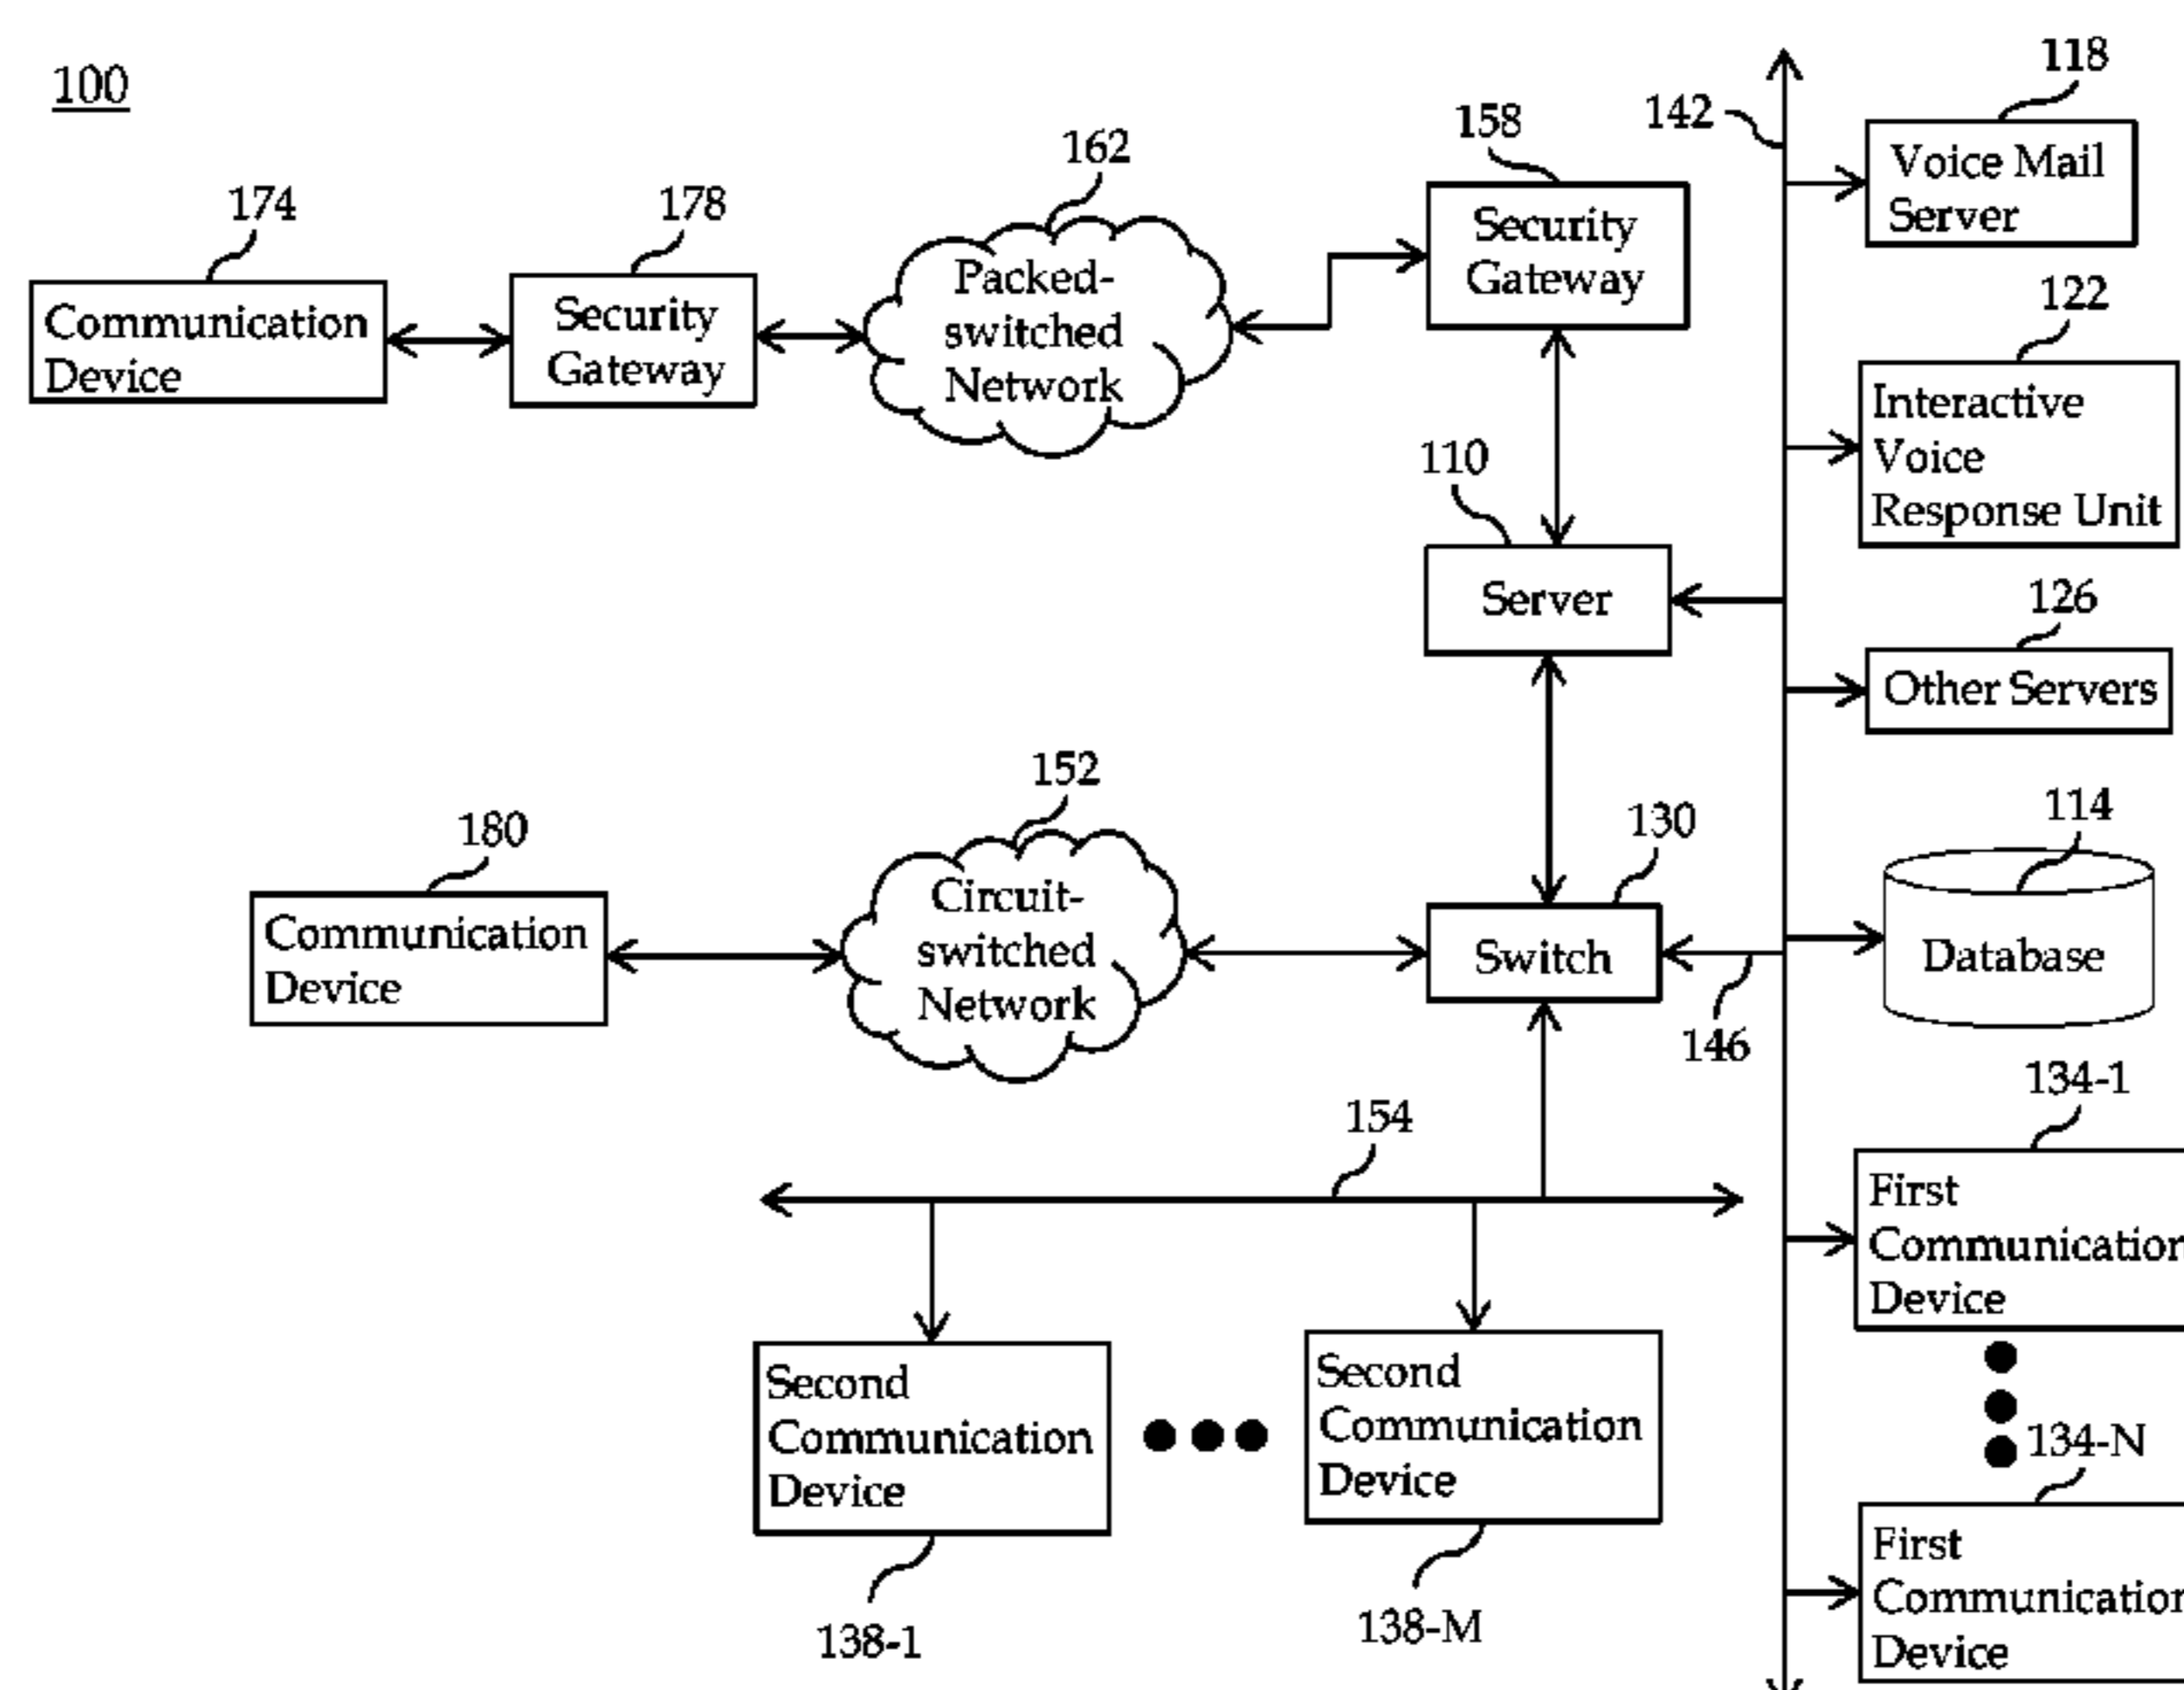 100
118
142
158
162
Voice Mail
Server
174
178
Security
Gateway
Packed-
switched
Network
Communication
Device
Security
Gateway
122
Interactive
Voice
Response Unit
110
Server
126
Other Servers
152
180
130
114
Circuit-
switched
Network
Communication
Device
Switch
Database
146
134-1
154
First
Communication
Device
Second
Communication
Device
Second
Communication
Device
134-N
First
Communication
Device
138-1
138-M